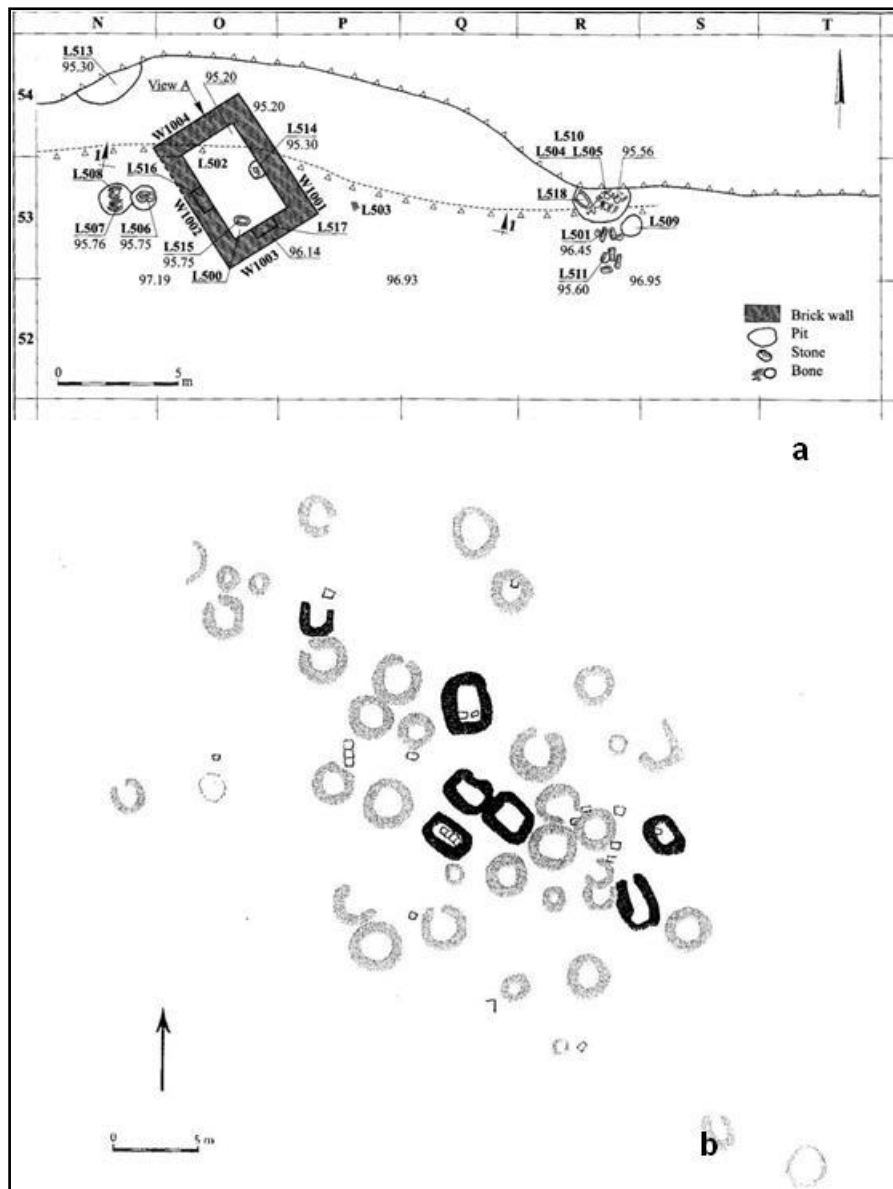 N O P Q R S T
54
53
52
L513
95.30
View A
95.20
95.20
W1004
L514
95.30
L516
L502
L508
W1001
W1002
L503
L507
95.76
L506
95.75
L515
95.75
L517
96.14
L500
W1003
97.19
96.93
1
1
L510
L504 L505
95.56
L518
L509
L501
96.45
L511
95.60
96.95
Brick wall
Pit
Stone
Bone
0 5
m
a
0 5 m
b